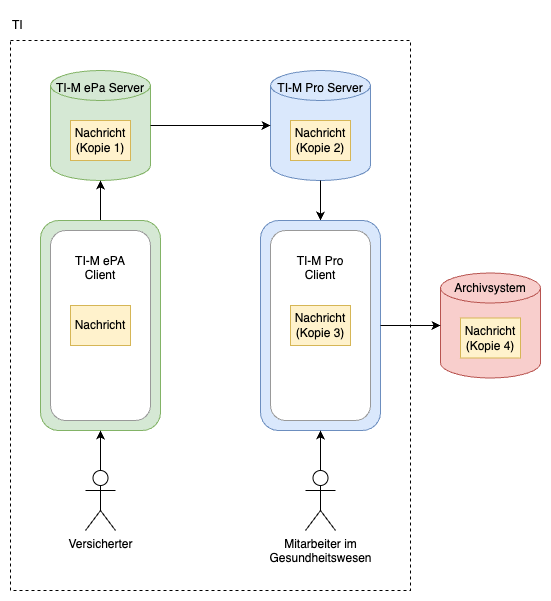 TI
TI-M ePa Server
Nachricht
(Kopie 1)
TI-M Pro Server
Nachricht
(Kopie 2)
TI-M ePA
Client
Nachricht
TI-M Pro
Client
Nachricht
(Kopie 3)
Archivsystem
Nachricht
(Kopie 4)
Versicherter
Mitarbeiter im
Gesundheitswesen